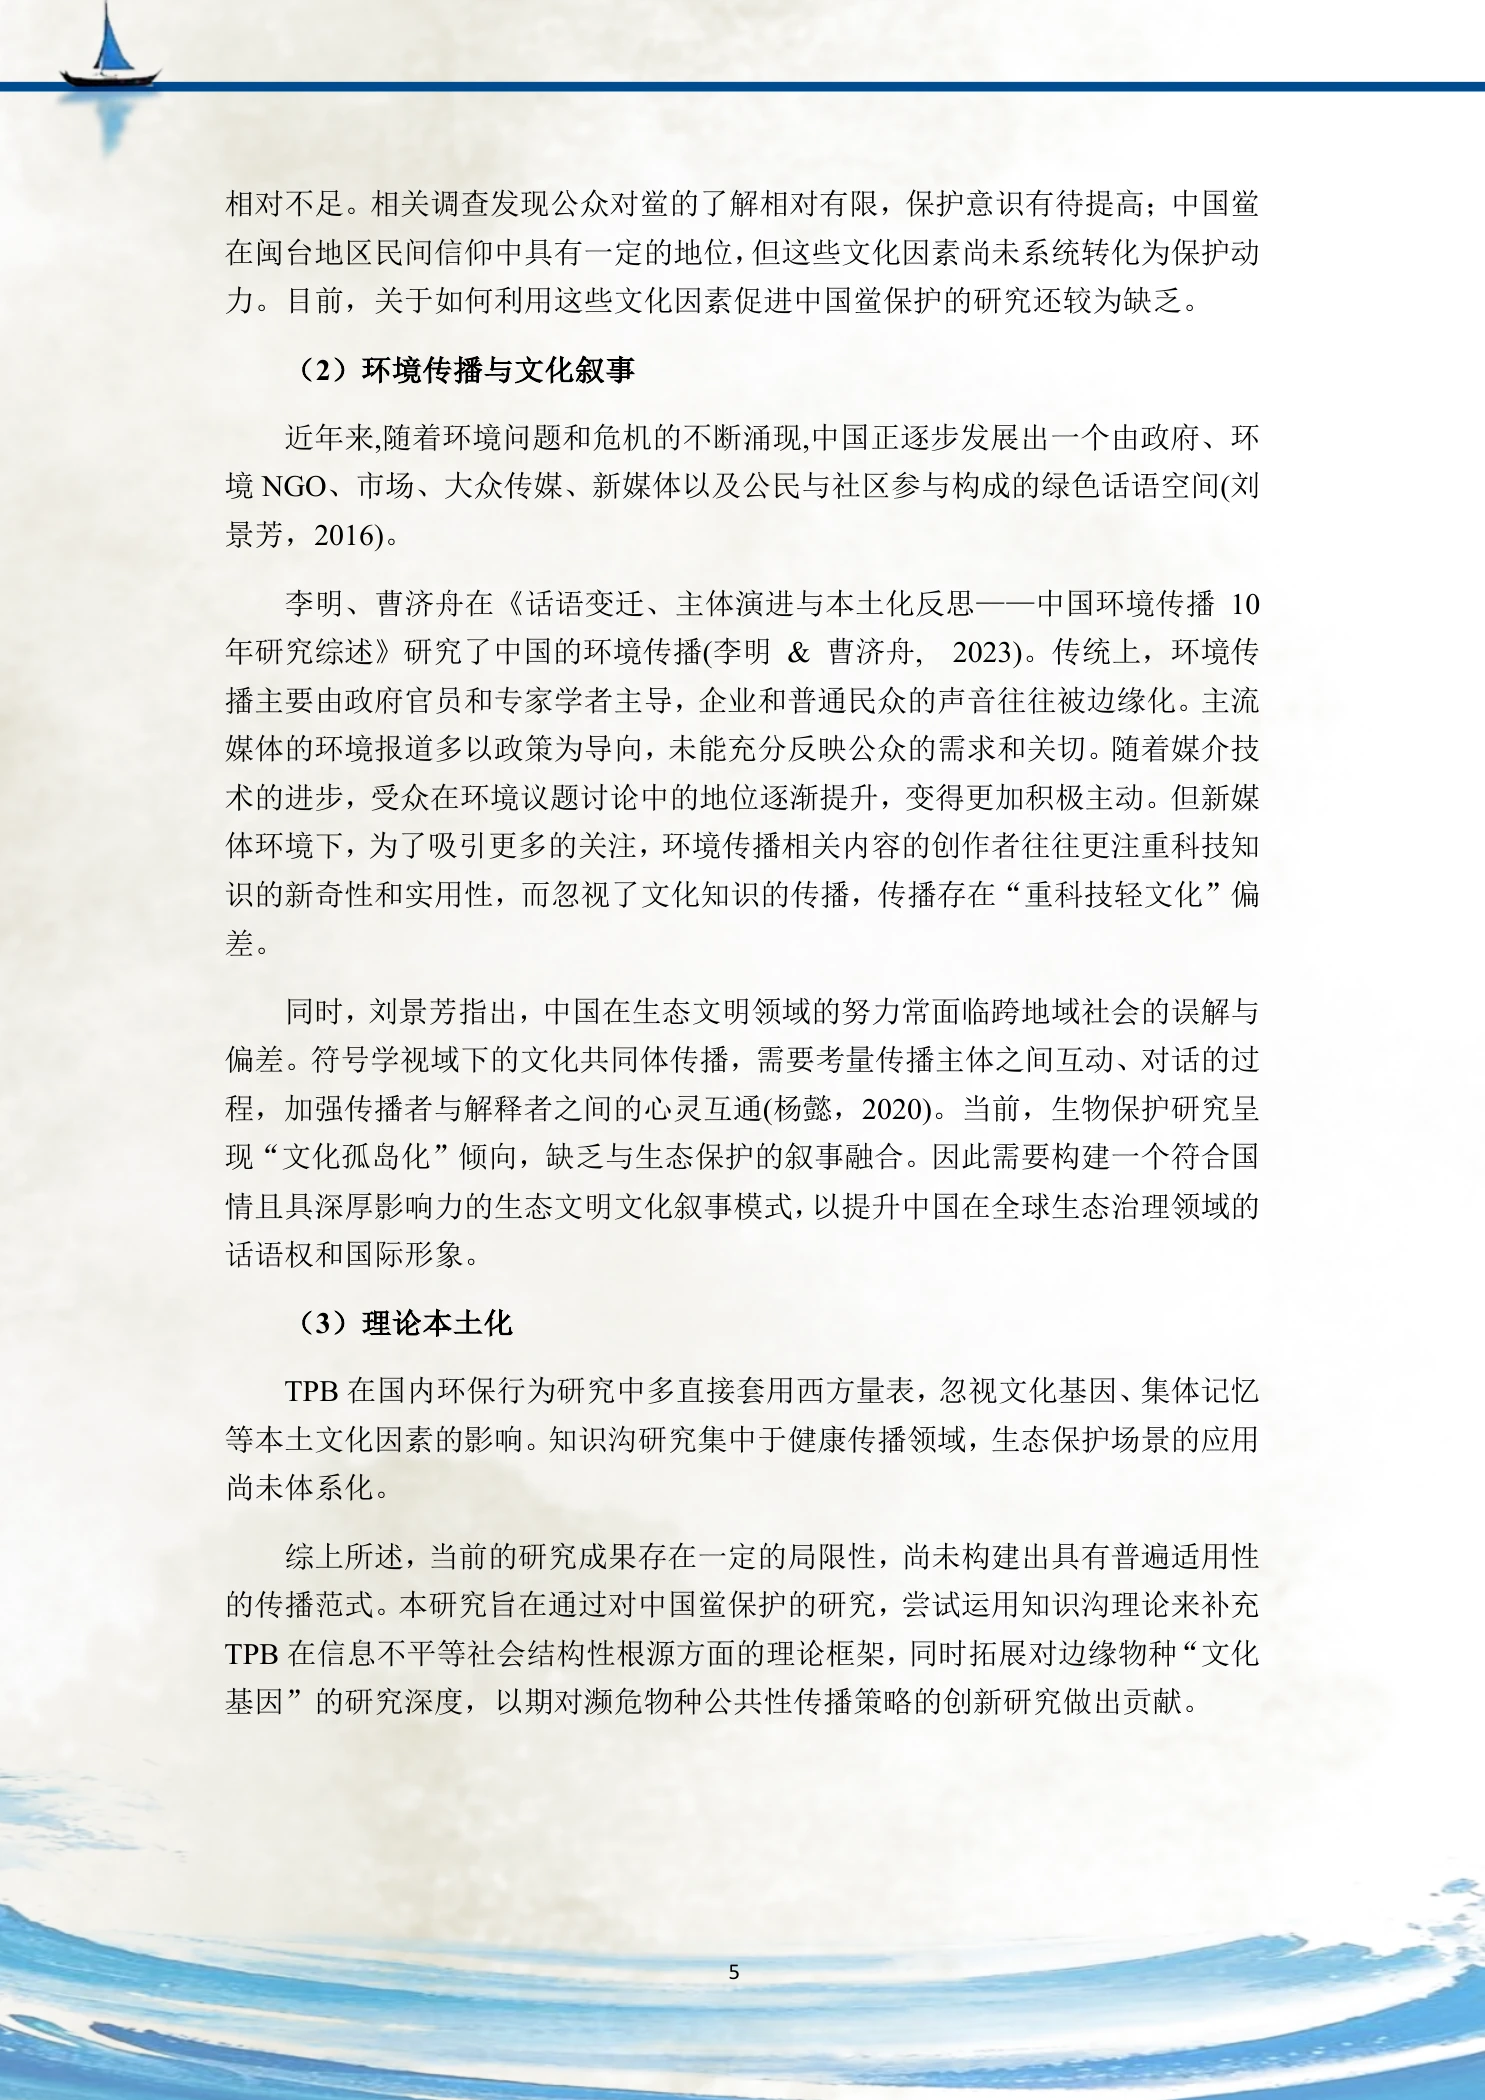 相对不足。相关调查发现公众对鲎的了解相对有限，保护意识有待提高；中国鲎
在闽台地区民间信仰中具有一定的地位，但这些文化因素尚未系统转化为保护动
力。目前，关于如何利用这些文化因素促进中国鲎保护的研究还较为缺乏。
（2）环境传播与文化叙事
近年来,随着环境问题和危机的不断涌现,中国正逐步发展出一个由政府、环
境 NGO、市场、大众传媒、新媒体以及公民与社区参与构成的绿色话语空间(刘
景芳，2016)。
李明、曹济舟在《话语变迁、主体演进与本土化反思——中国环境传播 10
年研究综述》研究了中国的环境传播(李明 & 曹济舟， 2023)。传统上，环境传
播主要由政府官员和专家学者主导，企业和普通民众的声音往往被边缘化。主流
媒体的环境报道多以政策为导向，未能充分反映公众的需求和关切。随着媒介技
术的进步，受众在环境议题讨论中的地位逐渐提升，变得更加积极主动。但新媒
体环境下，为了吸引更多的关注，环境传播相关内容的创作者往往更注重科技知
识的新奇性和实用性，而忽视了文化知识的传播，传播存在“重科技轻文化”偏
差。
同时，刘景芳指出，中国在生态文明领域的努力常面临跨地域社会的误解与
偏差。符号学视域下的文化共同体传播，需要考量传播主体之间互动、对话的过
程，加强传播者与解释者之间的心灵互通(杨懿，2020)。当前，生物保护研究呈
现“文化孤岛化”倾向，缺乏与生态保护的叙事融合。因此需要构建一个符合国
情且具深厚影响力的生态文明文化叙事模式，以提升中国在全球生态治理领域的
话语权和国际形象。
（3）理论本土化
TPB 在国内环保行为研究中多直接套用西方量表，忽视文化基因、集体记忆
等本土文化因素的影响。知识沟研究集中于健康传播领域，生态保护场景的应用
尚未体系化。
综上所述，当前的研究成果存在一定的局限性，尚未构建出具有普遍适用性
的传播范式。本研究旨在通过对中国鲎保护的研究，尝试运用知识沟理论来补充
TPB 在信息不平等社会结构性根源方面的理论框架，同时拓展对边缘物种“文化
基因”的研究深度，以期对濒危物种公共性传播策略的创新研究做出贡献。
5